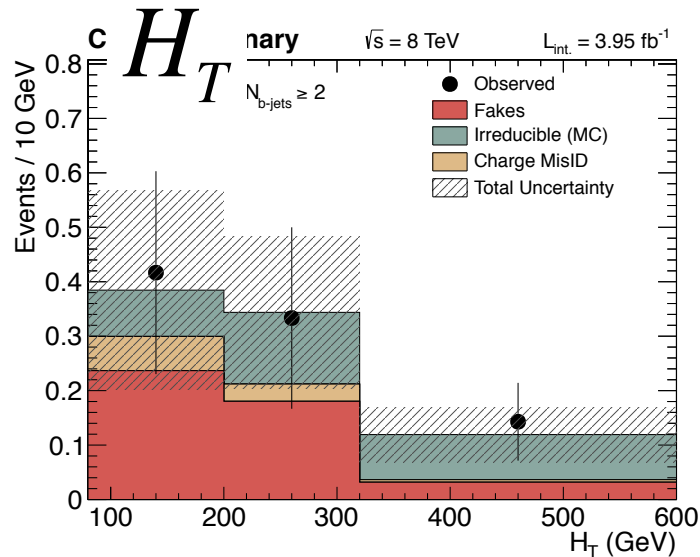 C H_T nary √s = 8 TeV L_int. = 3.95 fb⁻¹
N_b-jets ≥ 2
Observed
Fakes
Irreducible (MC)
Charge MisID
Total Uncertainty
Events / 10 GeV
0.8
0.7
0.6
0.5
0.4
0.3
0.2
0.1
0
100 200 300 400 500 600
H_T (GeV)